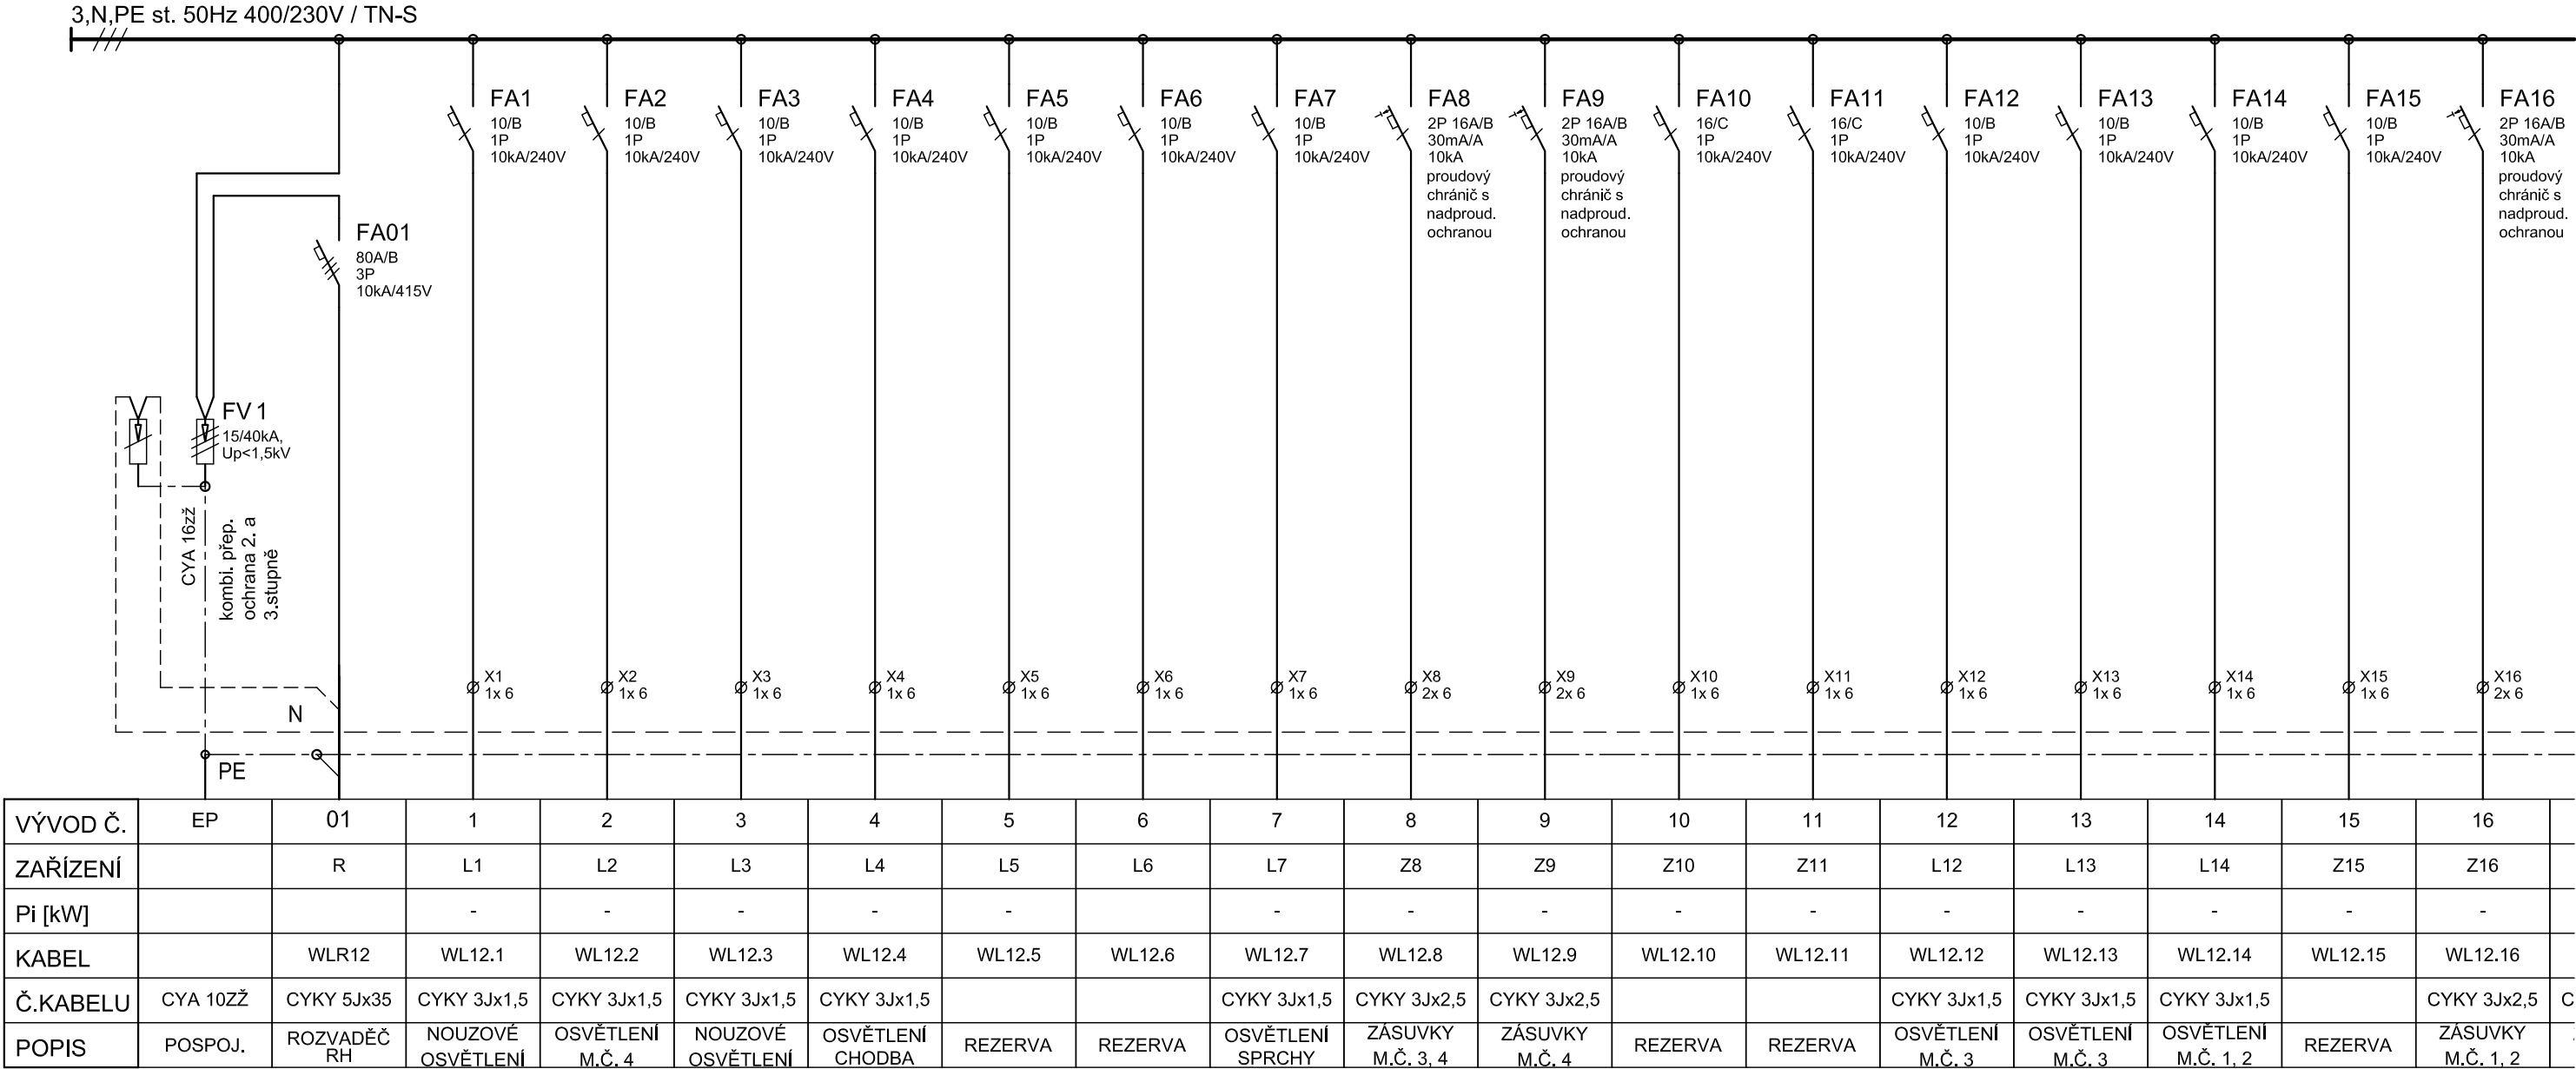 3,N,PE st. 50Hz 400/230V / TN-S
FA1
10/B
1P
10kA/240V
FA2
10/B
1P
10kA/240V
FA3
10/B
1P
10kA/240V
FA4
10/B
1P
10kA/240V
FA5
10/B
1P
10kA/240V
FA6
10/B
1P
10kA/240V
FA7
10/B
1P
10kA/240V
FA8
2P 16A/B
30mA/A
10kA
proudový
chránič s
nadproud.
ochranou
FA9
2P 16A/B
30mA/A
10kA
proudový
chránič s
nadproud.
ochranou
FA10
16/C
1P
10kA/240V
FA11
16/C
1P
10kA/240V
FA12
10/B
1P
10kA/240V
FA13
10/B
1P
10kA/240V
FA14
10/B
1P
10kA/240V
FA15
10/B
1P
10kA/240V
FA16
2P 16A/B
30mA/A
10kA
proudový
chránič s
nadproud.
ochranou
FA01
80A/B
3P
10kA/415V
FV1
15/40kA,
Up<1,5kV
CYA 16zž
kombi. přep.
ochrana 2. a
3.stupně
X1
1x 6
X2
1x 6
X3
1x 6
X4
1x 6
X5
1x 6
X6
1x 6
X7
1x 6
X8
2x 6
X9
2x 6
X10
1x 6
X11
1x 6
X12
1x 6
X13
1x 6
X14
1x 6
X15
1x 6
X16
2x 6
N
PE
VÝVOD Č. EP 01 1 2 3 4 5 6 7 8 9 10 11 12 13 14 15 16
ZAŘÍZENÍ R L1 L2 L3 L4 L5 L6 L7 Z8 Z9 Z10 Z11 L12 L13 L14 Z15 Z16
Pi [kW] - - - - - - - - - - - - - - -
KABEL WLR12 WL12.1 WL12.2 WL12.3 WL12.4 WL12.5 WL12.6 WL12.7 WL12.8 WL12.9 WL12.10 WL12.11 WL12.12 WL12.13 WL12.14 WL12.15 WL12.16
Č.KABELU CYA 10ZŽ CYKY 5Jx35 CYKY 3Jx1,5 CYKY 3Jx1,5 CYKY 3Jx1,5 CYKY 3Jx1,5 CYKY 3Jx1,5 CYKY 3Jx2,5 CYKY 3Jx2,5 CYKY 3Jx1,5 CYKY 3Jx1,5 CYKY 3Jx1,5 CYKY 3Jx2,5 C
POPIS
POSPOJ.
ROZVADĚČ
RH
NOUZOVÉ
OSVĚTLENÍ
OSVĚTLENÍ
M.Č. 4
NOUZOVÉ
OSVĚTLENÍ
OSVĚTLENÍ
CHODBA
REZERVA
REZERVA
OSVĚTLENÍ
SPRCHY
ZÁSUVKY
M.Č. 3, 4
ZÁSUVKY
M.Č. 4
REZERVA
REZERVA
OSVĚTLENÍ
M.Č. 3
OSVĚTLENÍ
M.Č. 3
OSVĚTLENÍ
M.Č. 1, 2
REZERVA
ZÁSUVKY
M.Č. 1, 2